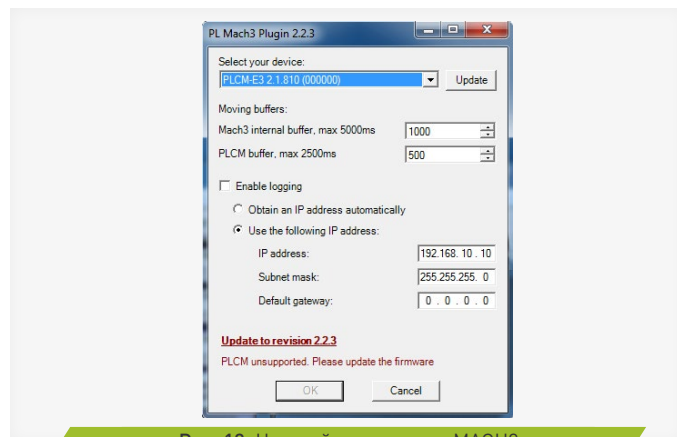 PL Mach3 Plugin 2.2.3
Select your device:
PLCM-E3 2.1.810 (000000)
Update
Moving buffers:
Mach3 internal buffer, max 5000ms
1000
PLCM buffer, max 2500ms
500
Enable logging
Obtain an IP address automatically
Use the following IP address:
IP address:
192.168. 10 . 10
Subnet mask:
255.255.255. 0
Default gateway:
0 . 0 . 0 . 0
Update to revision 2.2.3
PLCM unsupported. Please update the firmware
OK
Cancel